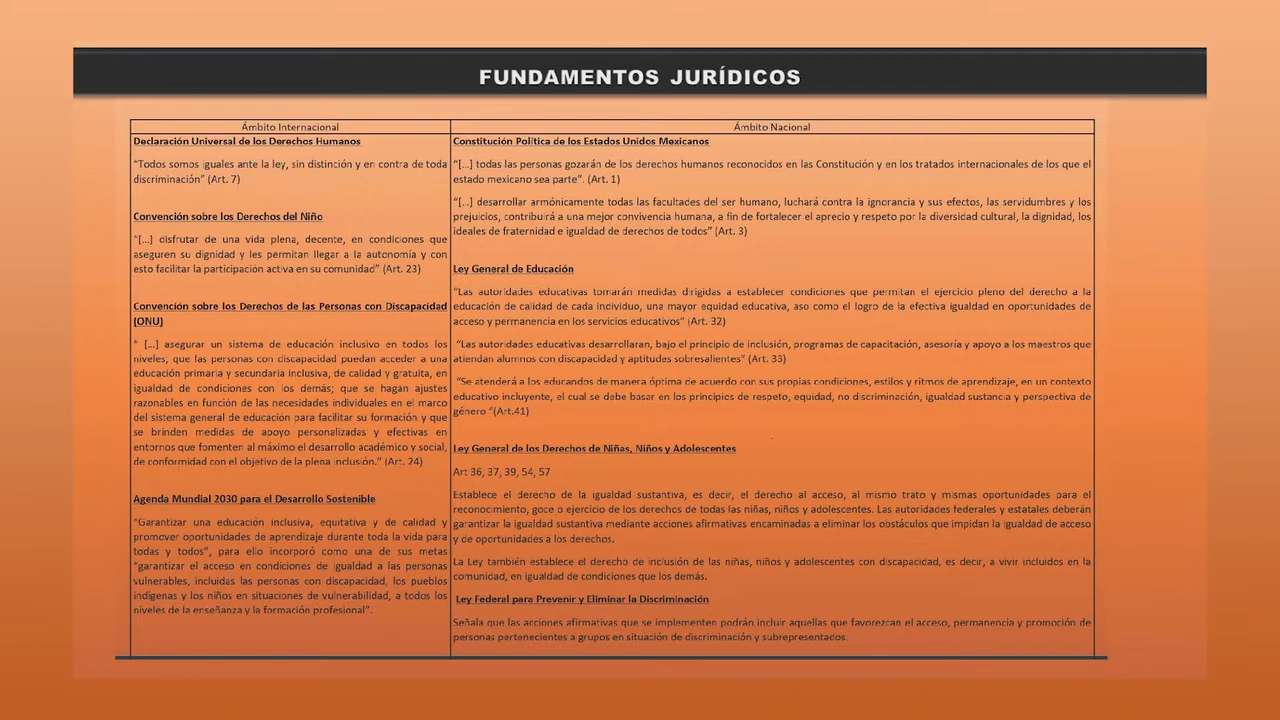 FUNDAMENTOS JURÍDICOS
Ámbito Internacional
Declaración Universal de los Derechos Humanos
“Todos somos iguales ante la ley, sin distinción y en contra de toda
discriminación” (Art. 7)
Convención sobre los Derechos del Niño
“[...] disfrutar de una vida plena, decente, en condiciones que
aseguren su dignidad y les permitan llegar a la autonomía y con
esto facilitar la participación activa en su comunidad” (Art. 23)
Convención sobre los Derechos de las Personas con Discapacidad
(ONU)
“ [...] asegurar un sistema de educación inclusivo en todos los
niveles, que las personas con discapacidad puedan acceder a una
educación primaria y secundaria inclusiva, de calidad y gratuita, en
igualdad de condiciones con los demás; que se hagan ajustes
razonables en función de las necesidades individuales en el marco
del sistema general de educación para facilitar su formación y que
se brinden medidas de apoyo personalizadas y efectivas en
entornos que fomenten al máximo el desarrollo académico y social,
de conformidad con el objetivo de la plena inclusión.” (Art. 24)
Agenda Mundial 2030 para el Desarrollo Sostenible
“Garantizar una educación inclusiva, equitativa y de calidad y
promover oportunidades de aprendizaje durante toda la vida para
todas y todos”, para ello incorporó como una de sus metas
“garantizar el acceso en condiciones de igualdad a las personas
vulnerables, incluidas las personas con discapacidad, los pueblos
indígenas y los niños en situaciones de vulnerabilidad, a todos los
niveles de la enseñanza y la formación profesional”.
Ámbito Nacional
Constitución Política de los Estados Unidos Mexicanos
“[...] todas las personas gozarán de los derechos humanos reconocidos en las Constitución y en los tratados internacionales de los que el
estado mexicano sea parte”. (Art. 1)
“[...] desarrollar armónicamente todas las facultades del ser humano, luchará contra la ignorancia y sus efectos, las servidumbres y los
prejuicios, contribuirá a una mejor convivencia humana, a fin de fortalecer el aprecio y respeto por la diversidad cultural, la dignidad, los
ideales de fraternidad e igualdad de derechos de todos” (Art. 3)
Ley General de Educación
“Las autoridades educativas tomarán medidas dirigidas a establecer condiciones que permitan el ejercicio pleno del derecho a la
educación de calidad de cada individuo, una mayor equidad educativa, aso como el logro de la efectiva igualdad en oportunidades de
acceso y permanencia en los servicios educativos” (Art. 32)
“Las autoridades educativas desarrollaran, bajo el principio de inclusión, programas de capacitación, asesoría y apoyo a los maestros que
atiendan alumnos con discapacidad y aptitudes sobresalientes” (Art. 33)
“Se atenderá a los educandos de manera óptima de acuerdo con sus propias condiciones, estilos y ritmos de aprendizaje, en un contexto
educativo incluyente, el cual se debe basar en los principios de respeto, equidad, no discriminación, igualdad sustancia y perspectiva de
género “(Art.41)
Ley General de los Derechos de Niñas, Niños y Adolescentes
Art 36, 37, 39, 54, 57
Establece el derecho de la igualdad sustantiva, es decir, el derecho al acceso, al mismo trato y mismas oportunidades para el
reconocimiento, goce o ejercicio de los derechos de todas las niñas, niños y adolescentes. Las autoridades federales y estatales deberán
garantizar la igualdad sustantiva mediante acciones afirmativas encaminadas a eliminar los obstáculos que impidan la igualdad de acceso
y de oportunidades a los derechos.
La Ley también establece el derecho de inclusión de las niñas, niños y adolescentes con discapacidad, es decir, a vivir incluidos en la
comunidad, en igualdad de condiciones que los demás.
Ley Federal para Prevenir y Eliminar la Discriminación
Señala que las acciones afirmativas que se implementen podrán incluir aquellas que favorezcan el acceso, permanencia y promoción de
personas pertenecientes a grupos en situación de discriminación y subrepresentados.